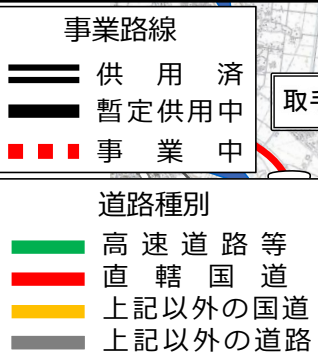 事業路線
供用済
暫定供用中
事業中
取手
道路種別
高速道路等
直轄国道
上記以外の国道
上記以外の道路